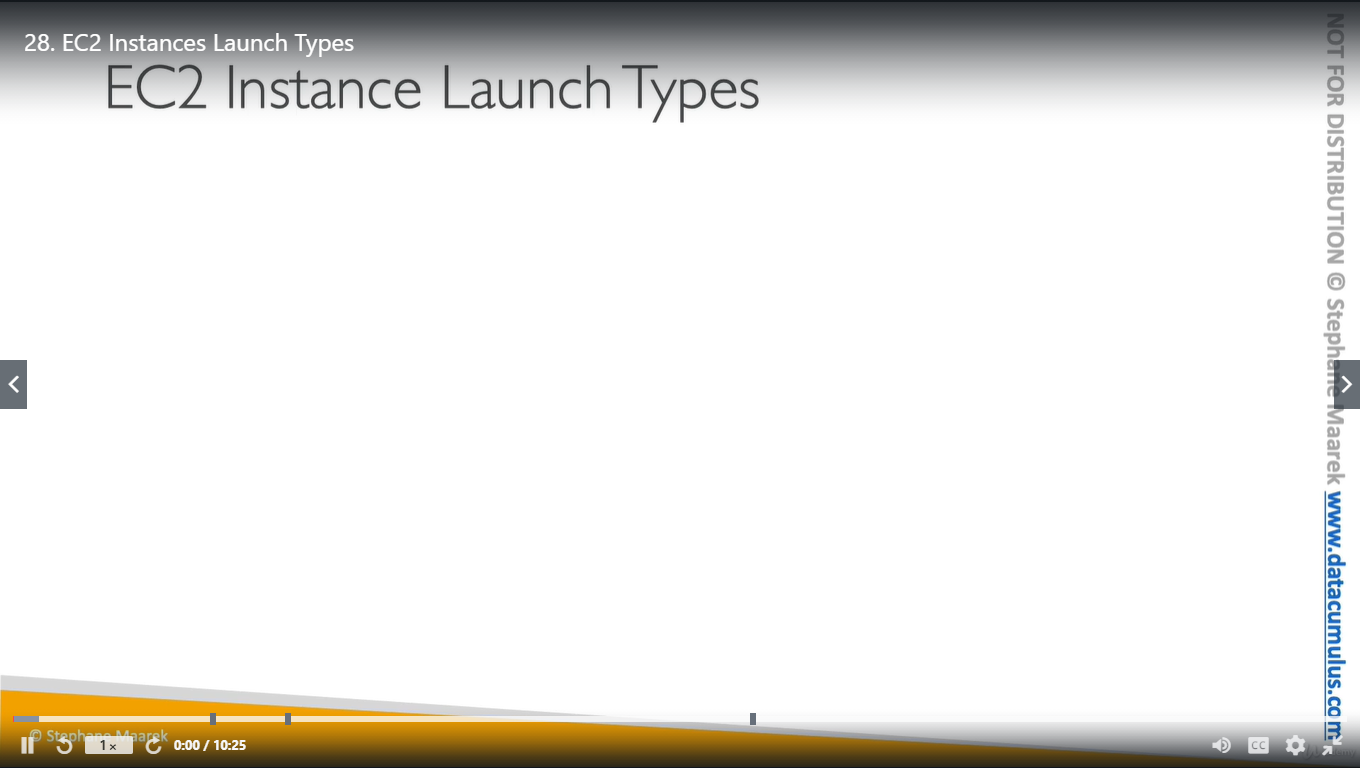 28. EC2 Instances Launch Types
EC2 Instance Launch Types
NOT FOR DISTRIBUTION © Stephane Maarek www.datacumulus.com
© Stephane Maarek
1x
0:00 / 10:25
CC